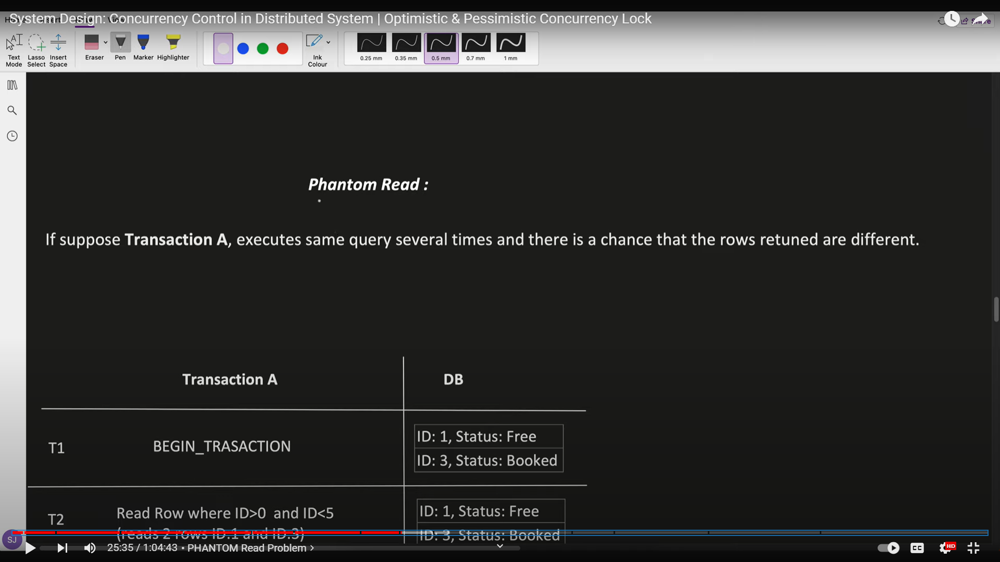 System Design: Concurrency Control in Distributed System | Optimistic & Pessimistic Concurrency Lock
Share
Text Mode
Lasso Select
Insert Space
Eraser
Pen
Marker
Highlighter
Ink Colour
0.25 mm
0.35 mm
0.5 mm
0.7 mm
1 mm
Phantom Read :
If suppose Transaction A, executes same query several times and there is a chance that the rows retuned are different.
Transaction A DB
T1 BEGIN_TRASACTION
ID: 1, Status: Free
ID: 3, Status: Booked
T2 Read Row where ID>0 and ID<5
(reads 2 rows ID:1 and ID:3)
ID: 1, Status: Free
ID: 3, Status: Booked
SJ
25:35 / 1:04:43 • PHANTOM Read Problem >
CC
HD